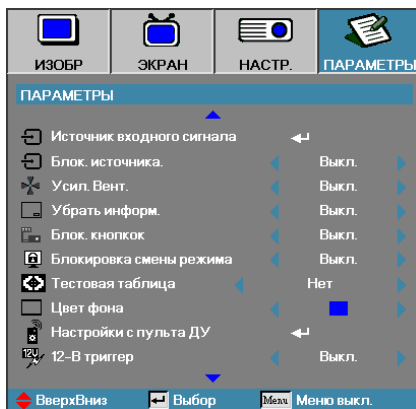 ИЗОБР ЭКРАН НАСТР. ПАРАМЕТРЫ
ПАРАМЕТРЫ
Источник входного сигнала
Блок. источника. Выкл.
Усил. Вент. Выкл.
Убрать информ. Выкл.
Блок. кнопкок Выкл.
Блокировка смены режима Выкл.
Тестовая таблица Нет
Цвет фона
Настройки с пульта ДУ
12V 12-В триггер Выкл.
ВверхВниз Выбор Menu Меню выкл.